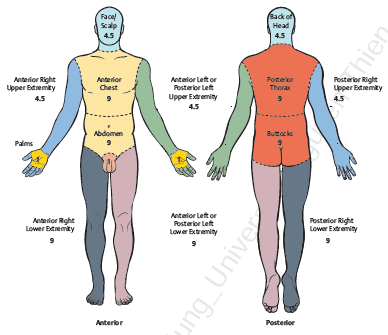 Face/
Scalp
4.5
Back of
Head
4.5
Anterior Right
Upper Extremity
4.5
Anterior
Chest
9
Anterior Left or
Posterior Left
Upper Extremity
4.5
Posterior
Thorax
9
Posterior Right
Upper Extremity
4.5
Abdomen
9
Buttocks
9
Palms
1
1
1
Anterior Right
Lower Extremity
9
Anterior Left or
Posterior Left
Lower Extremity
9
Posterior Right
Lower Extremity
9
Anterior
Posterior